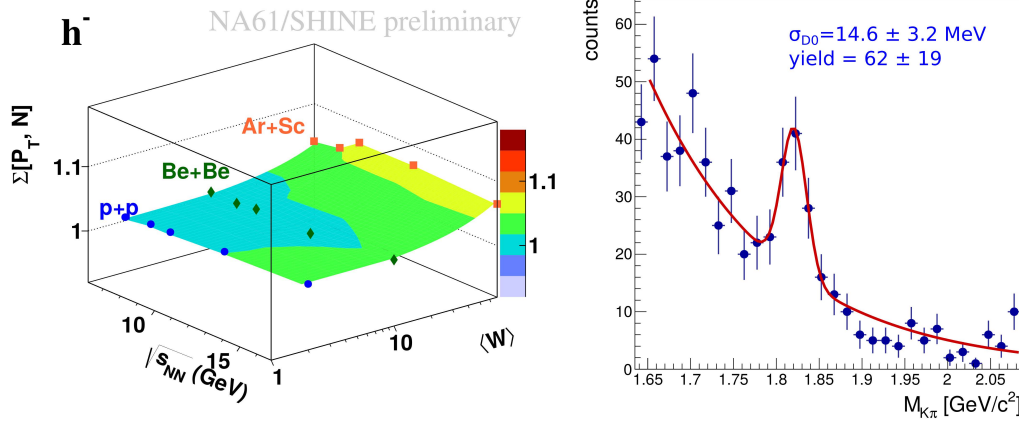 h-
NA61/SHINE preliminary
Σ[P_T, N]
1.1
1
Ar+Sc
Be+Be
p+p
1.1
1
10
15
√s_NN (GeV)
1
10
⟨W⟩
counts
60
50
40
30
20
10
0
σ_D0=14.6 ± 3.2 MeV
yield = 62 ± 19
1.65 1.7 1.75 1.8 1.85 1.9 1.95 2 2.05
M_Kπ [GeV/c²]